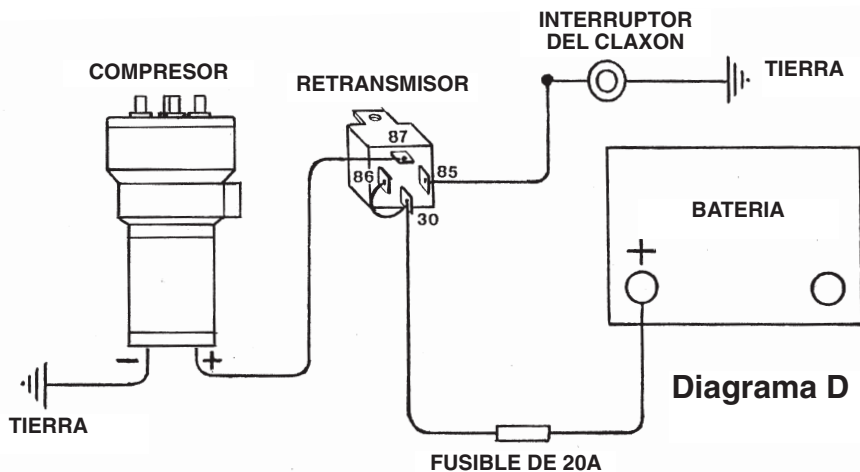 INTERRUPTOR
DEL CLAXON
TIERRA
COMPRESOR
RETRANSMISOR
87
86
85
30
BATERIA
+
- +
TIERRA
Diagrama D
FUSIBLE DE 20A